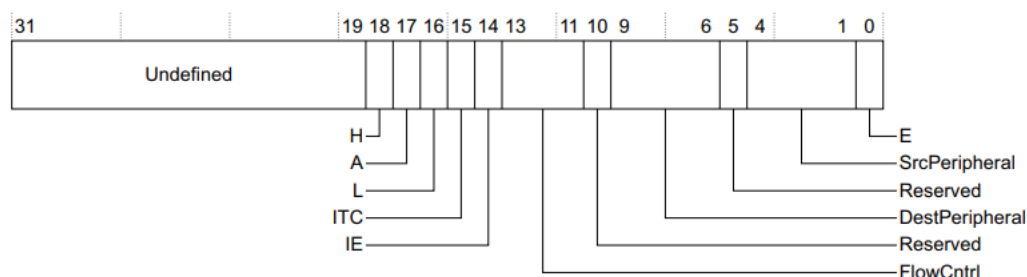 31 19 18 17 16 15 14 13 11 10 9 6 5 4 1 0
Undefined
H E
A SrcPeripheral
L Reserved
ITC DestPeripheral
IE Reserved
FlowCntrl